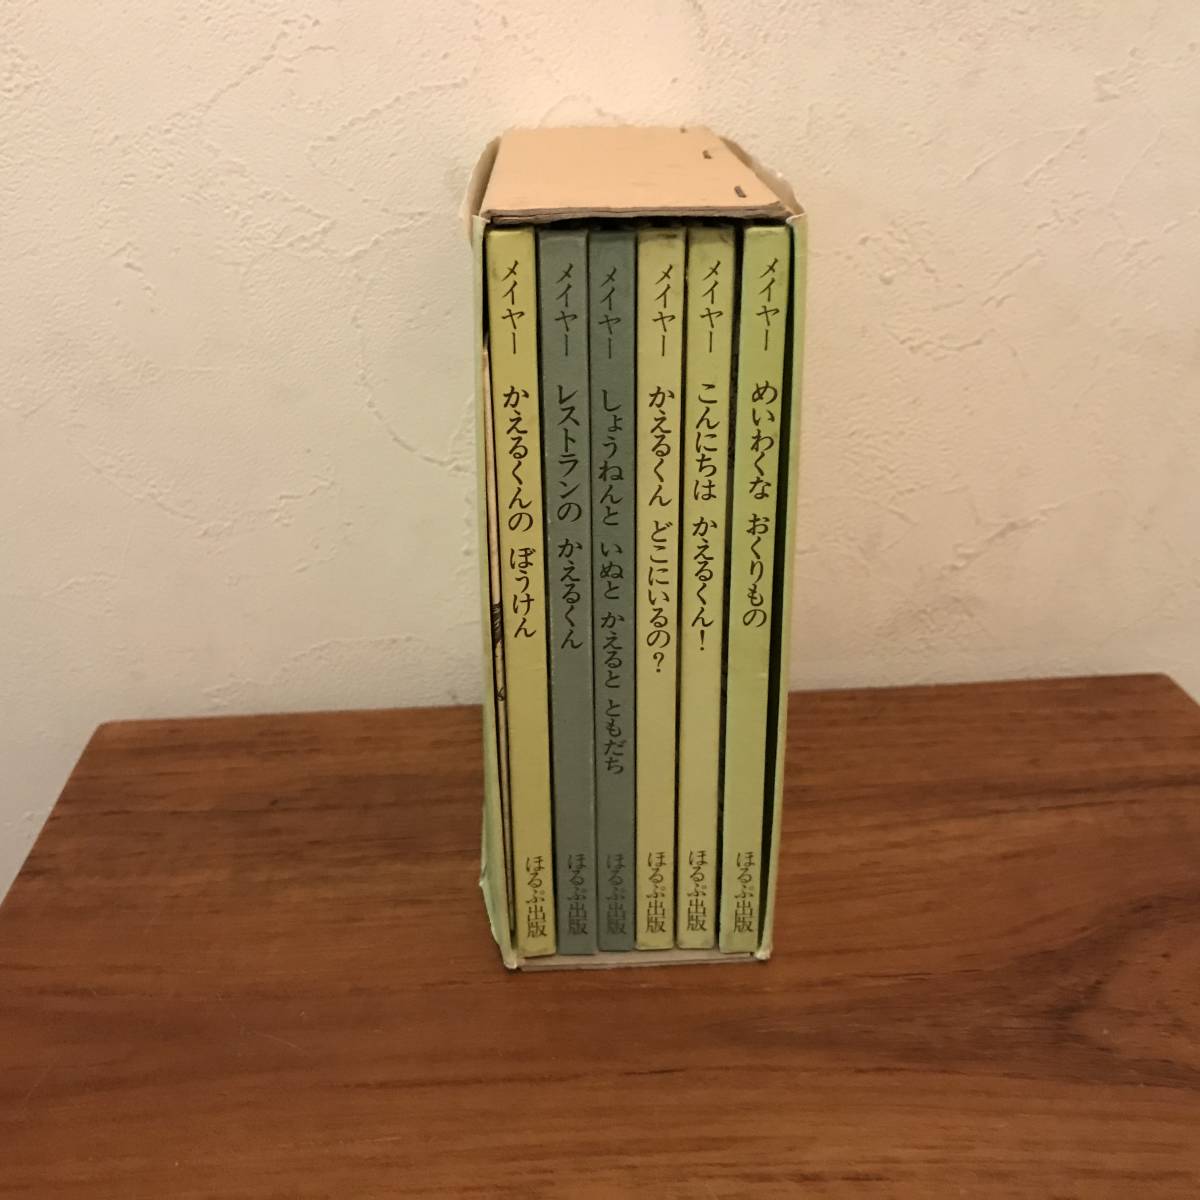 メイヤー かえるくんの ぼうけん ほるぷ出版
メイヤー レストランの かえるくん ほるぷ出版
メイヤー しょうねんと いぬと かえると ともだち ほるぷ出版
メイヤー かえるくん どこにいるの? ほるぷ出版
メイヤー こんにちは かえるくん! ほるぷ出版
メイヤー めいわくな おくりもの ほるぷ出版